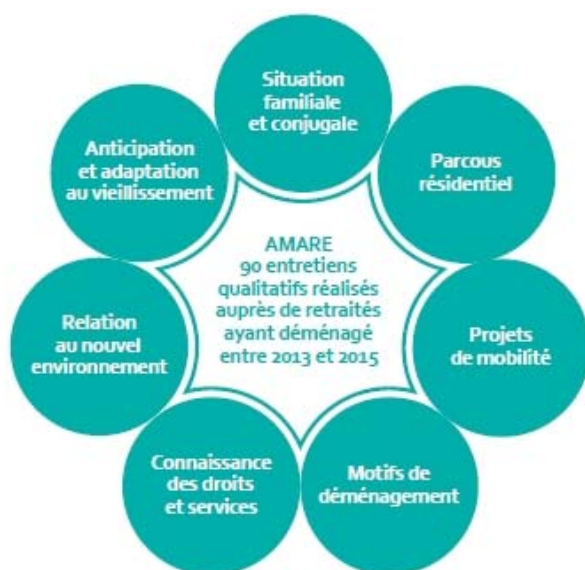 Situation
familiale
et conjugale
Parcous
résidentiel
Projets
de mobilité
Motifs de
déménagement
Connaissance
des droits
et services
Relation
au nouvel
environnement
Anticipation
et adaptation
au vieillissement
AMARE
90 entretiens
qualitatifs réalisés
auprès de retraités
ayant déménagé
entre 2013 et 2015